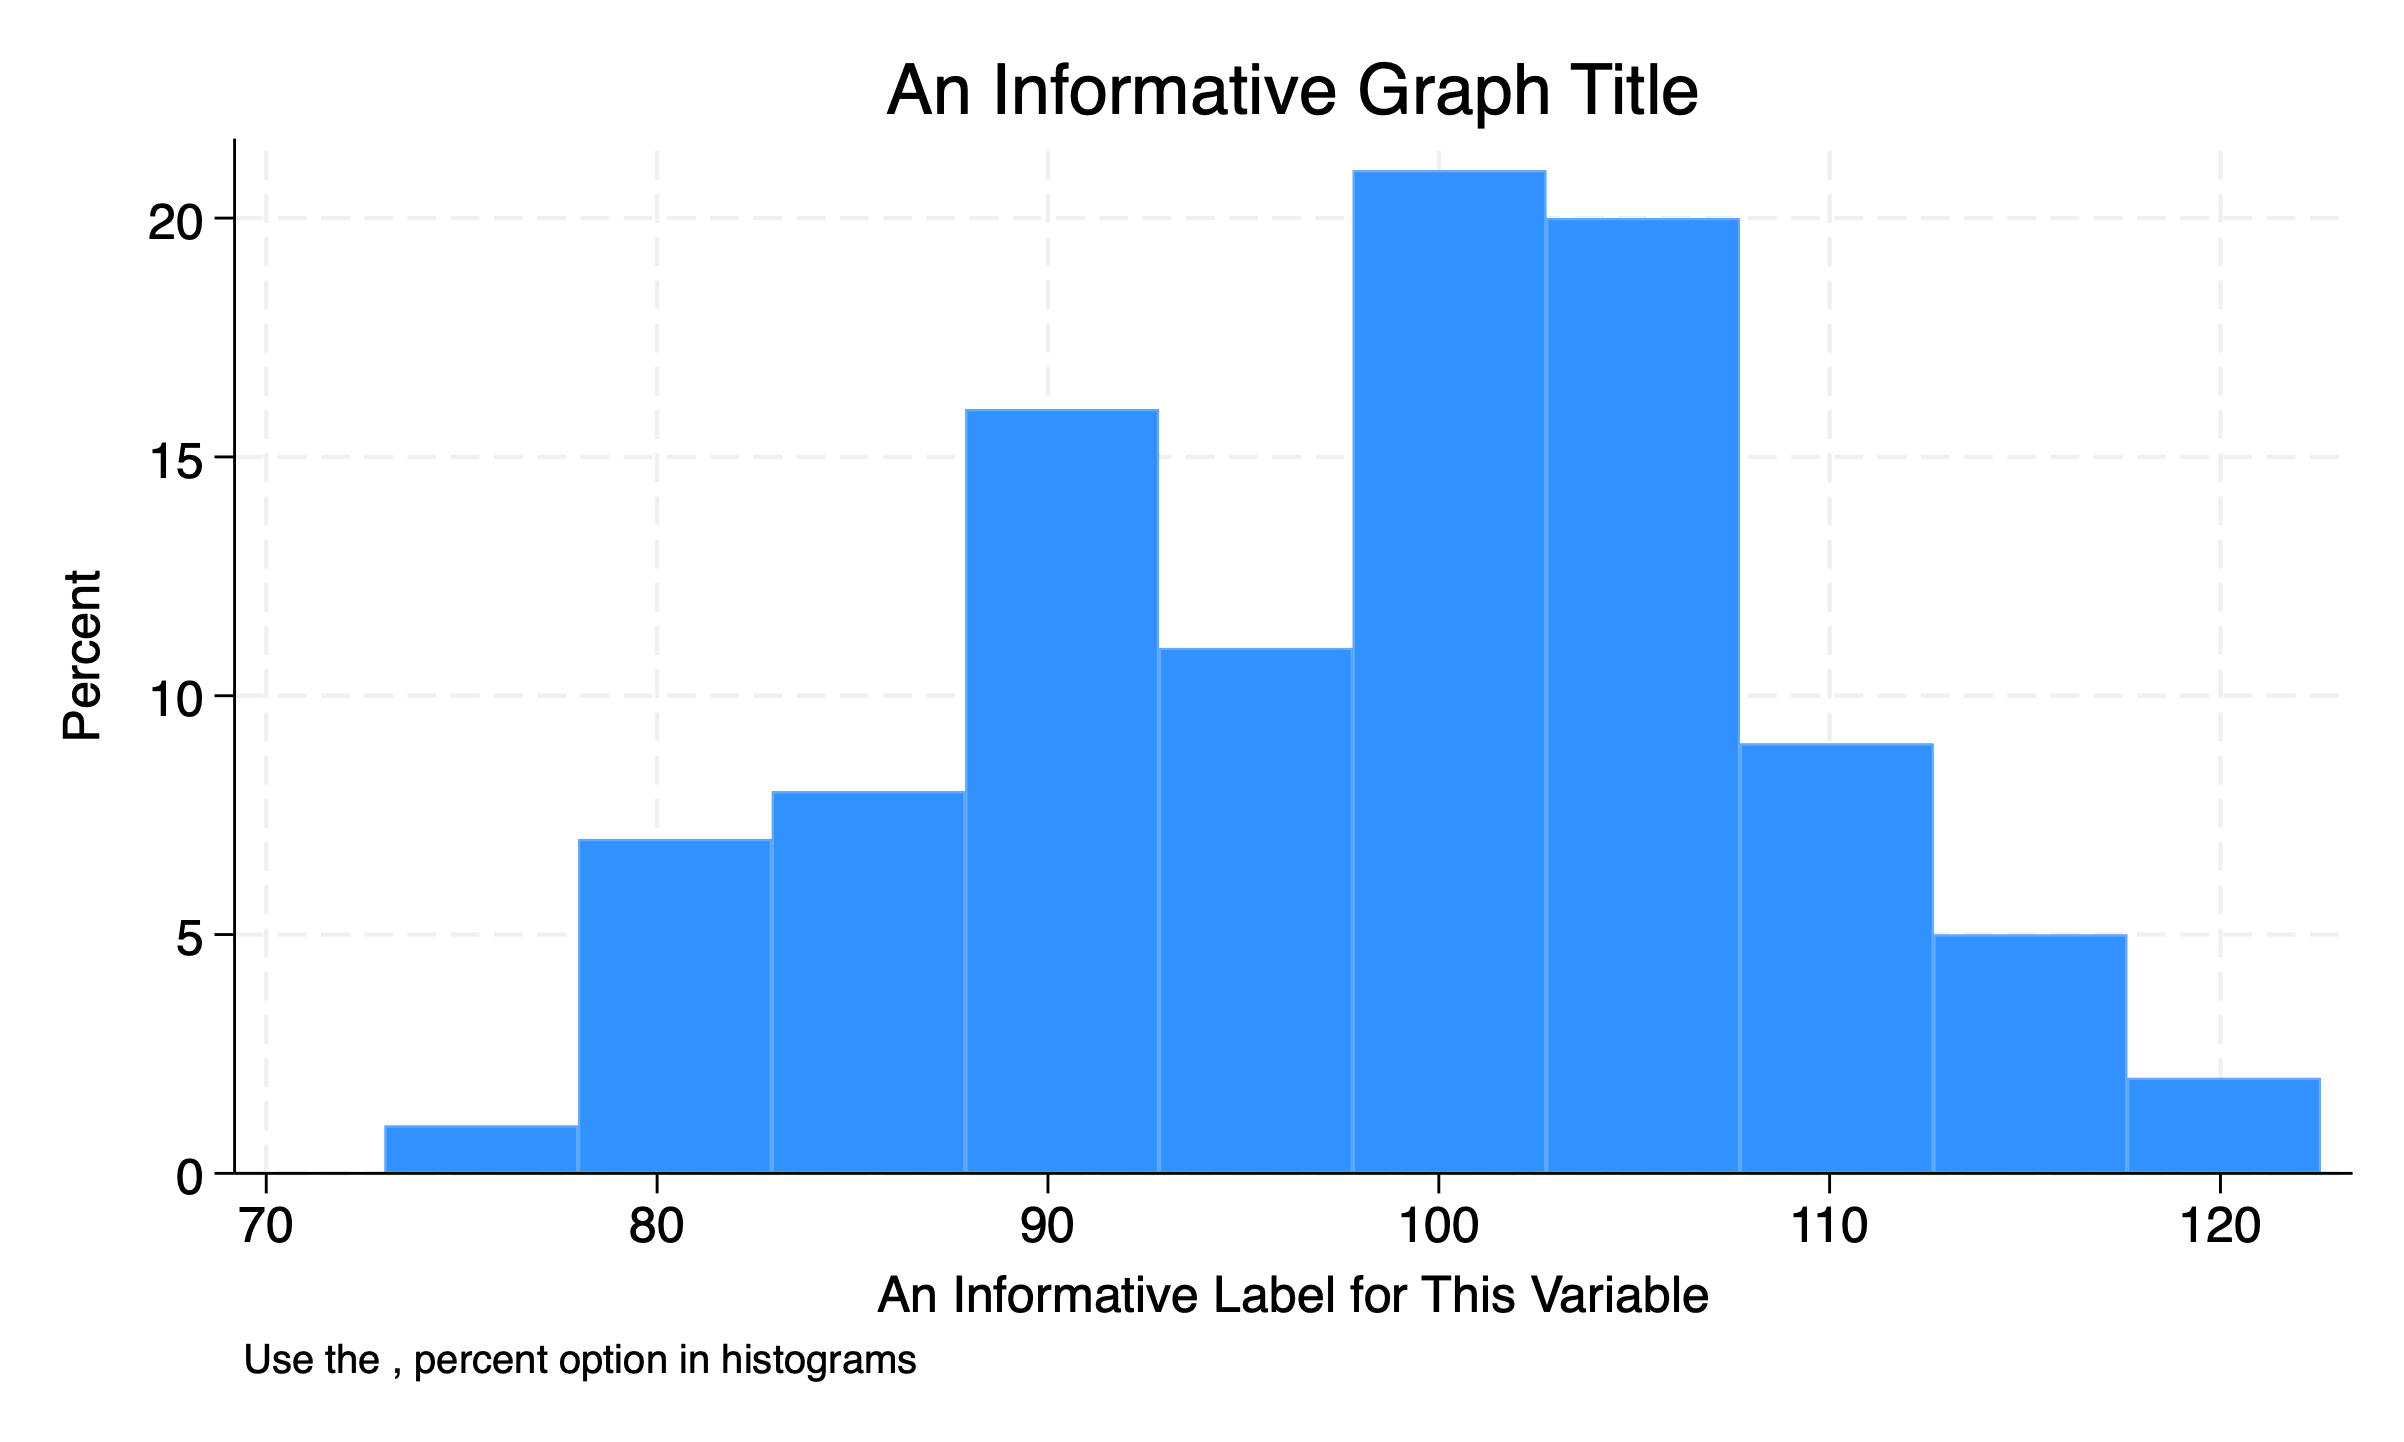 An Informative Graph Title
Percent
20
15
10
5
0
70 80 90 100 110 120
An Informative Label for This Variable
Use the , percent option in histograms